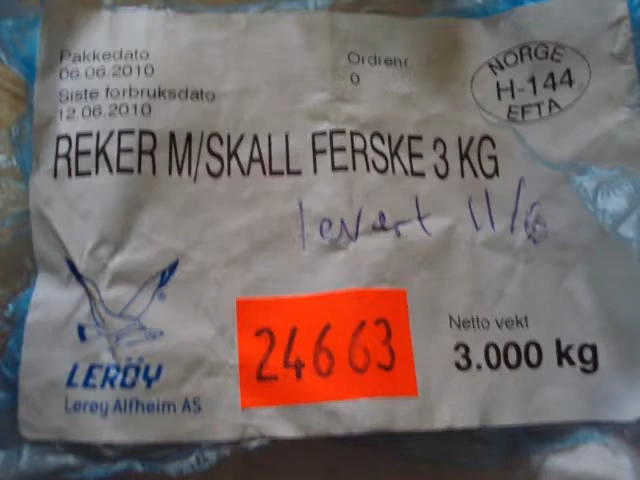 Pakkedato
06.06.2010
Siste forbruksdato
12.06.2010
Ordrenr
0
NORGE
H-144
EFTA
REKER M/SKALL FERSKE 3 KG
levert 11/6
LERØY
Lerøy Alfheim AS
24663
Netto vekt
3.000 kg